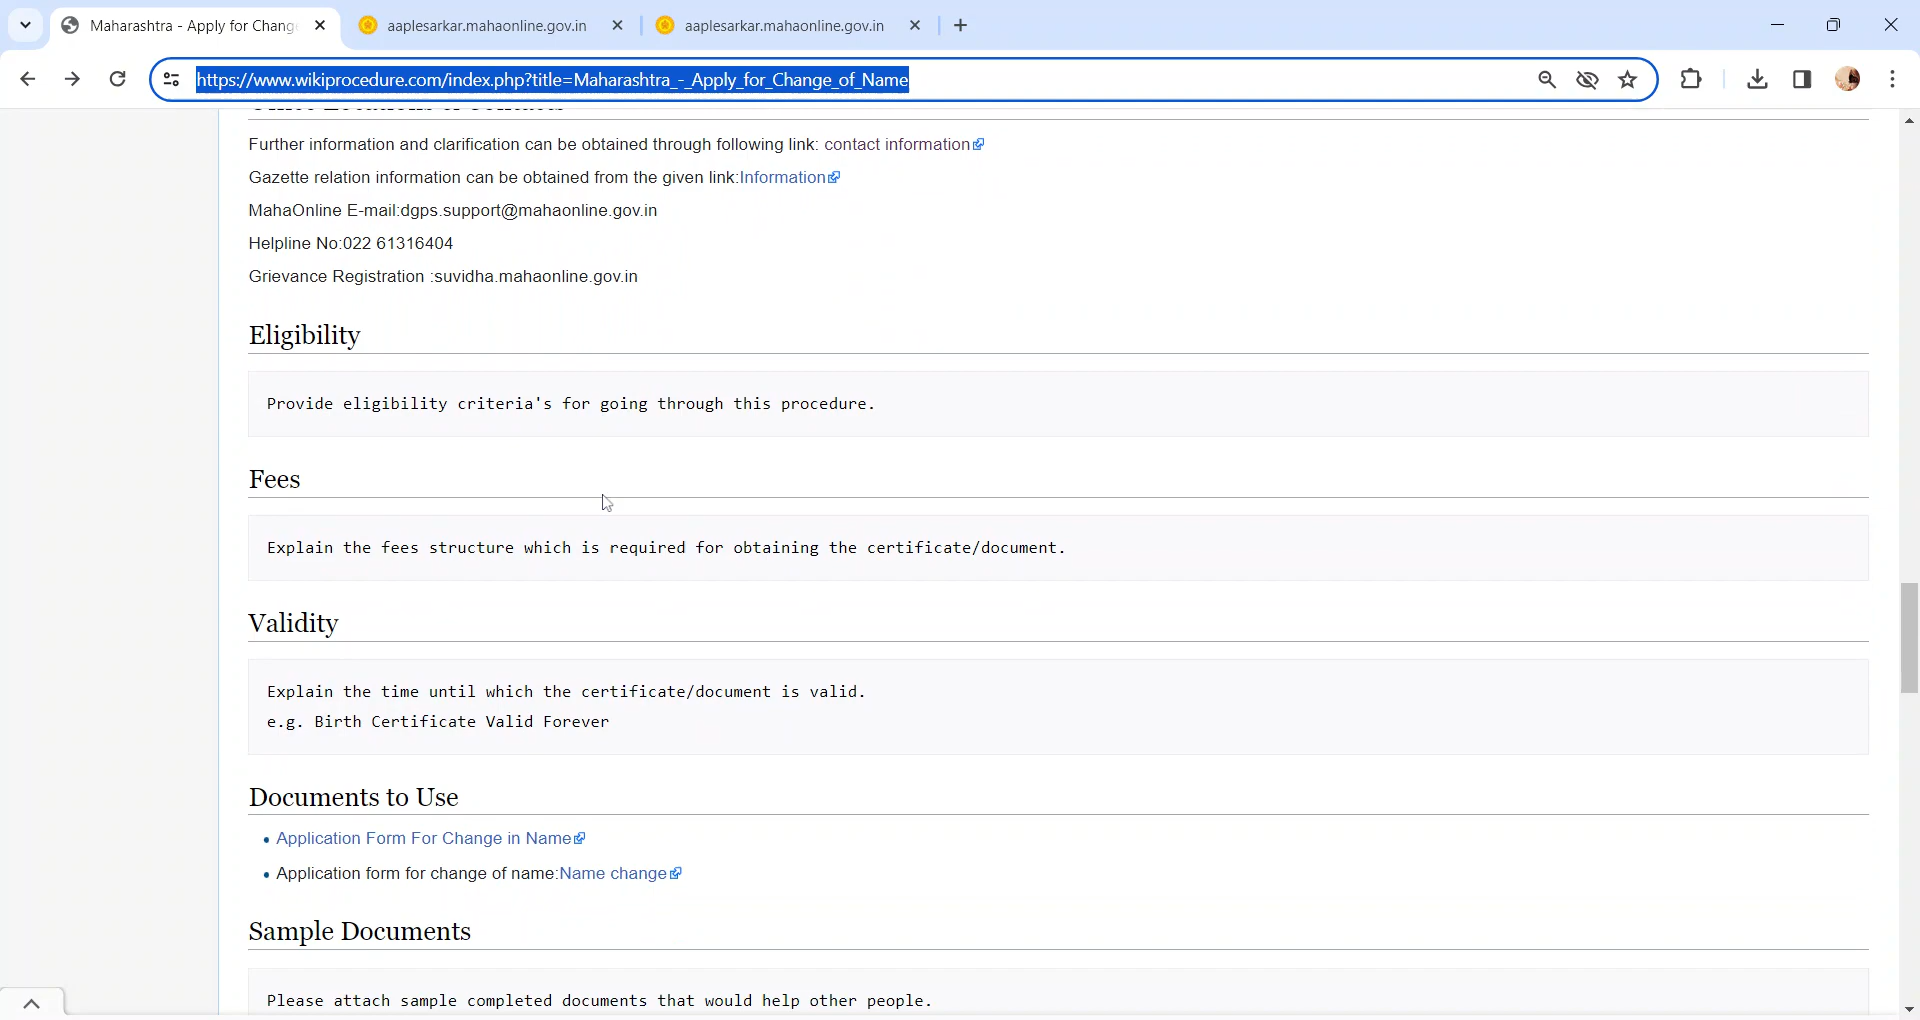 Maharashtra - Apply for Chang
aaplesarkar.mahaonline.gov.in
aaplesarkar.mahaonline.gov.in
https://www.wikiprocedure.com/index.php?title=Maharashtra_-_Apply_for_Change_of_Name
Further information and clarification can be obtained through following link: contact information
Gazette relation information can be obtained from the given link:Information
MahaOnline E-mail:dgps.support@mahaonline.gov.in
Helpline No:022 61316404
Grievance Registration :suvidha.mahaonline.gov.in
Eligibility
Provide eligibility criteria's for going through this procedure.
Fees
Explain the fees structure which is required for obtaining the certificate/document.
Validity
Explain the time until which the certificate/document is valid.
e.g. Birth Certificate Valid Forever
Documents to Use
Application Form For Change in Name
Application form for change of name:Name change
Sample Documents
Please attach sample completed documents that would help other people.